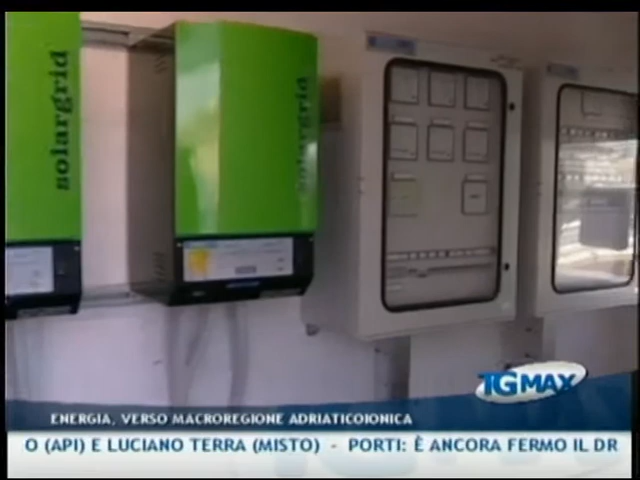 solargrid
solargrid
TGMAX
ENERGIA, VERSO MACROREGIONE ADRIATICOIONICA
O (API) E LUCIANO TERRA (MISTO) - PORTI: È ANCORA FERMO IL DR